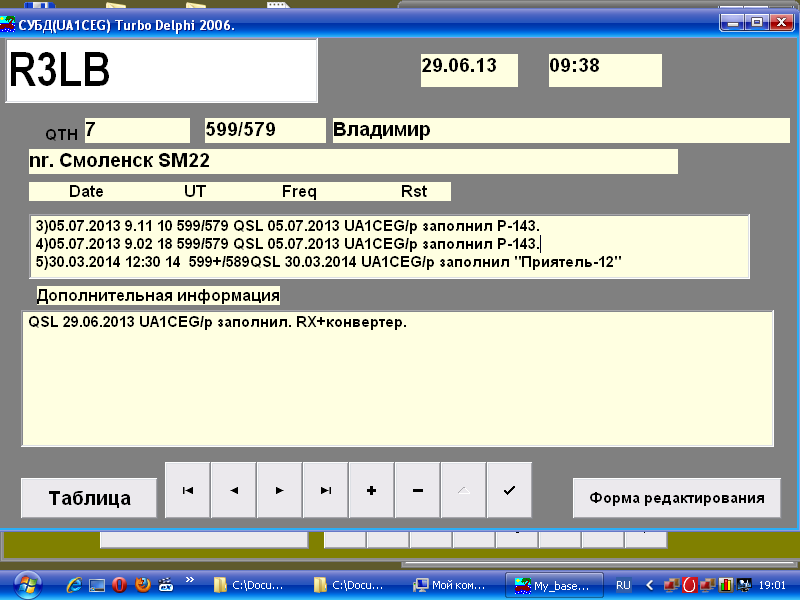 СУБД(UA1CEG) Turbo Delphi 2006.
R3LB
29.06.13
09:38
QTH
7
599/579
Владимир
nr. Смоленск SM22
Date UT Freq Rst
3)05.07.2013 9.11 10 599/579 QSL 05.07.2013 UA1CEG/p заполнил Р-143.
4)05.07.2013 9.02 18 599/579 QSL 05.07.2013 UA1CEG/p заполнил Р-143.
5)30.03.2014 12:30 14 599+/589QSL 30.03.2014 UA1CEG/p заполнил "Приятель-12"
Дополнительная информация
QSL 29.06.2013 UA1CEG/p заполнил. RX+конвертер.
Таблица
Форма редактирования
C:\Docu... C:\Docu... Мой ком... My_base... RU 19:01